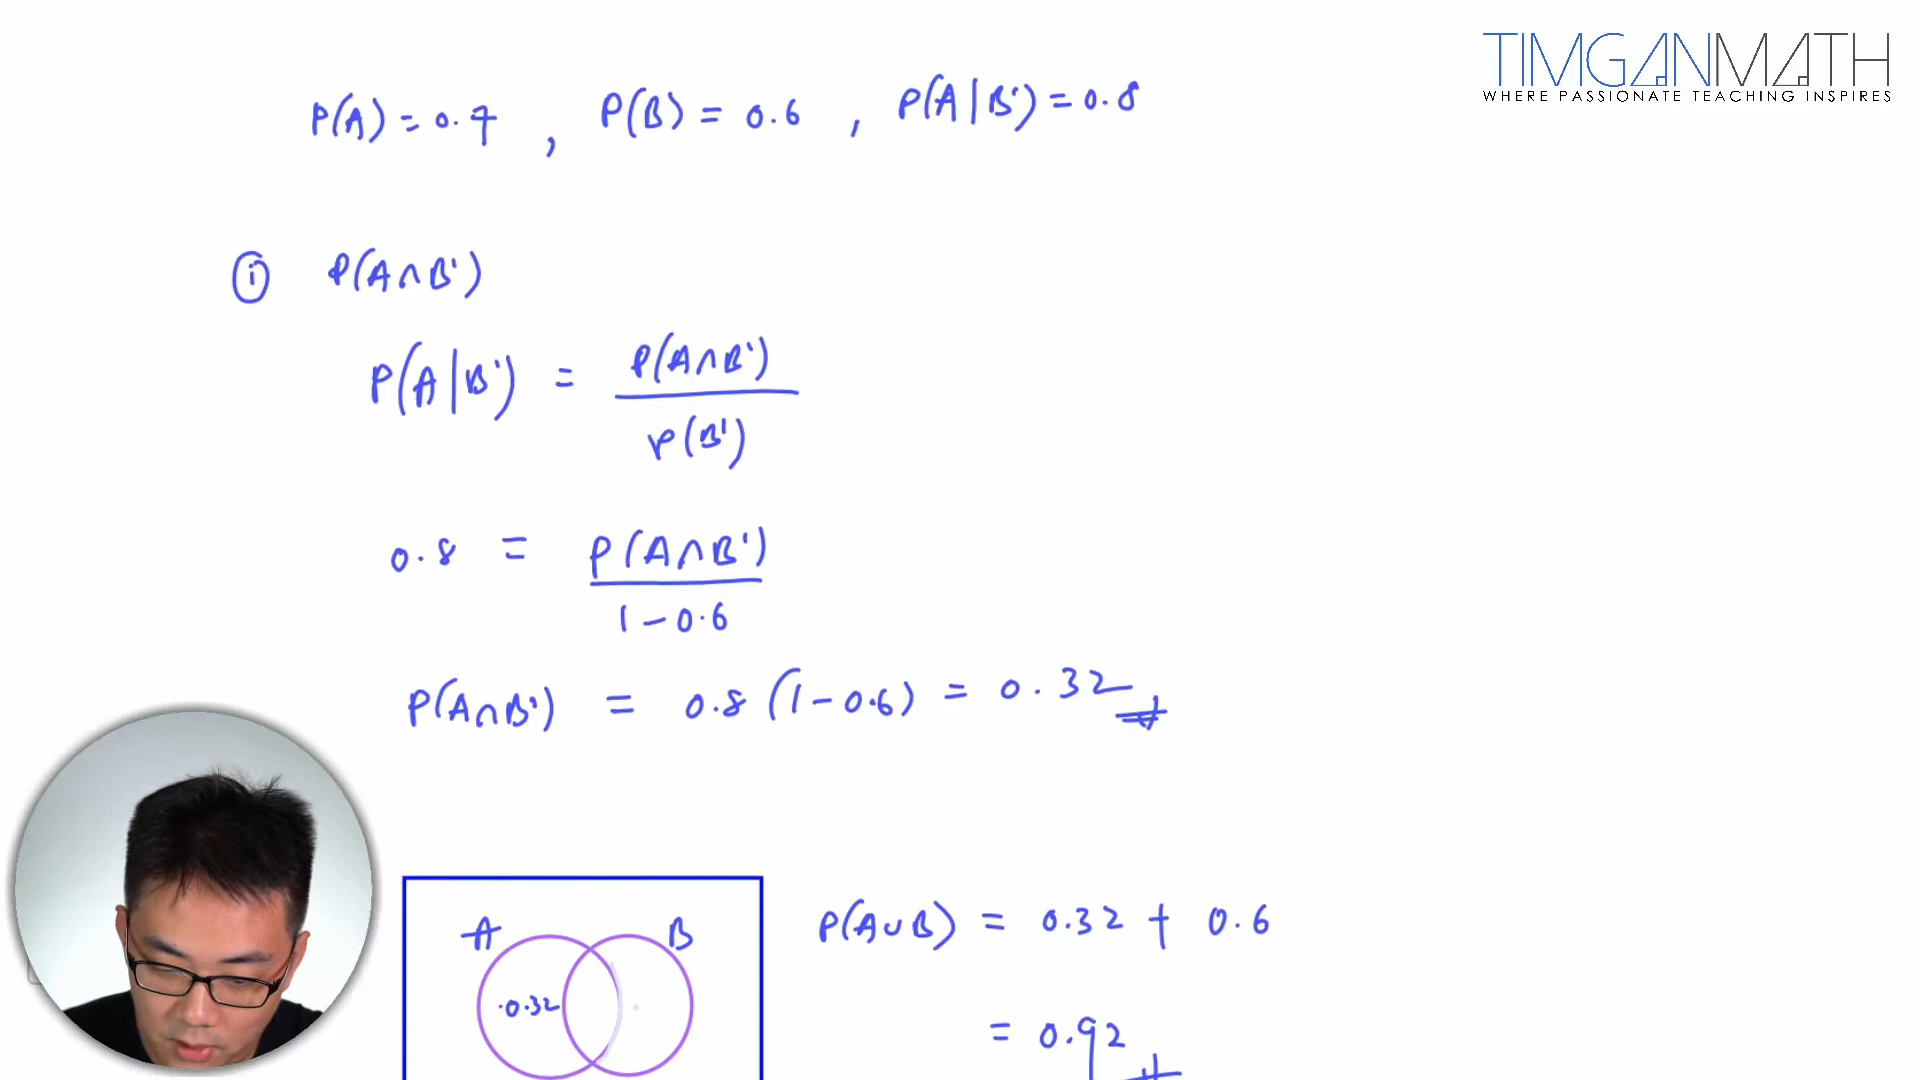 TIMGANMATH
WHERE PASSIONATE TEACHING INSPIRES
P(A) = 0.7 , P(B) = 0.6 , P(A|B') = 0.8
(i) P(A∩B')
P(A|B') = P(A∩B') / P(B')
0.8 = P(A∩B') / 1-0.6
P(A∩B') = 0.8 (1-0.6) = 0.32
A B
0.32
P(A∪B) = 0.32 + 0.6
= 0.92